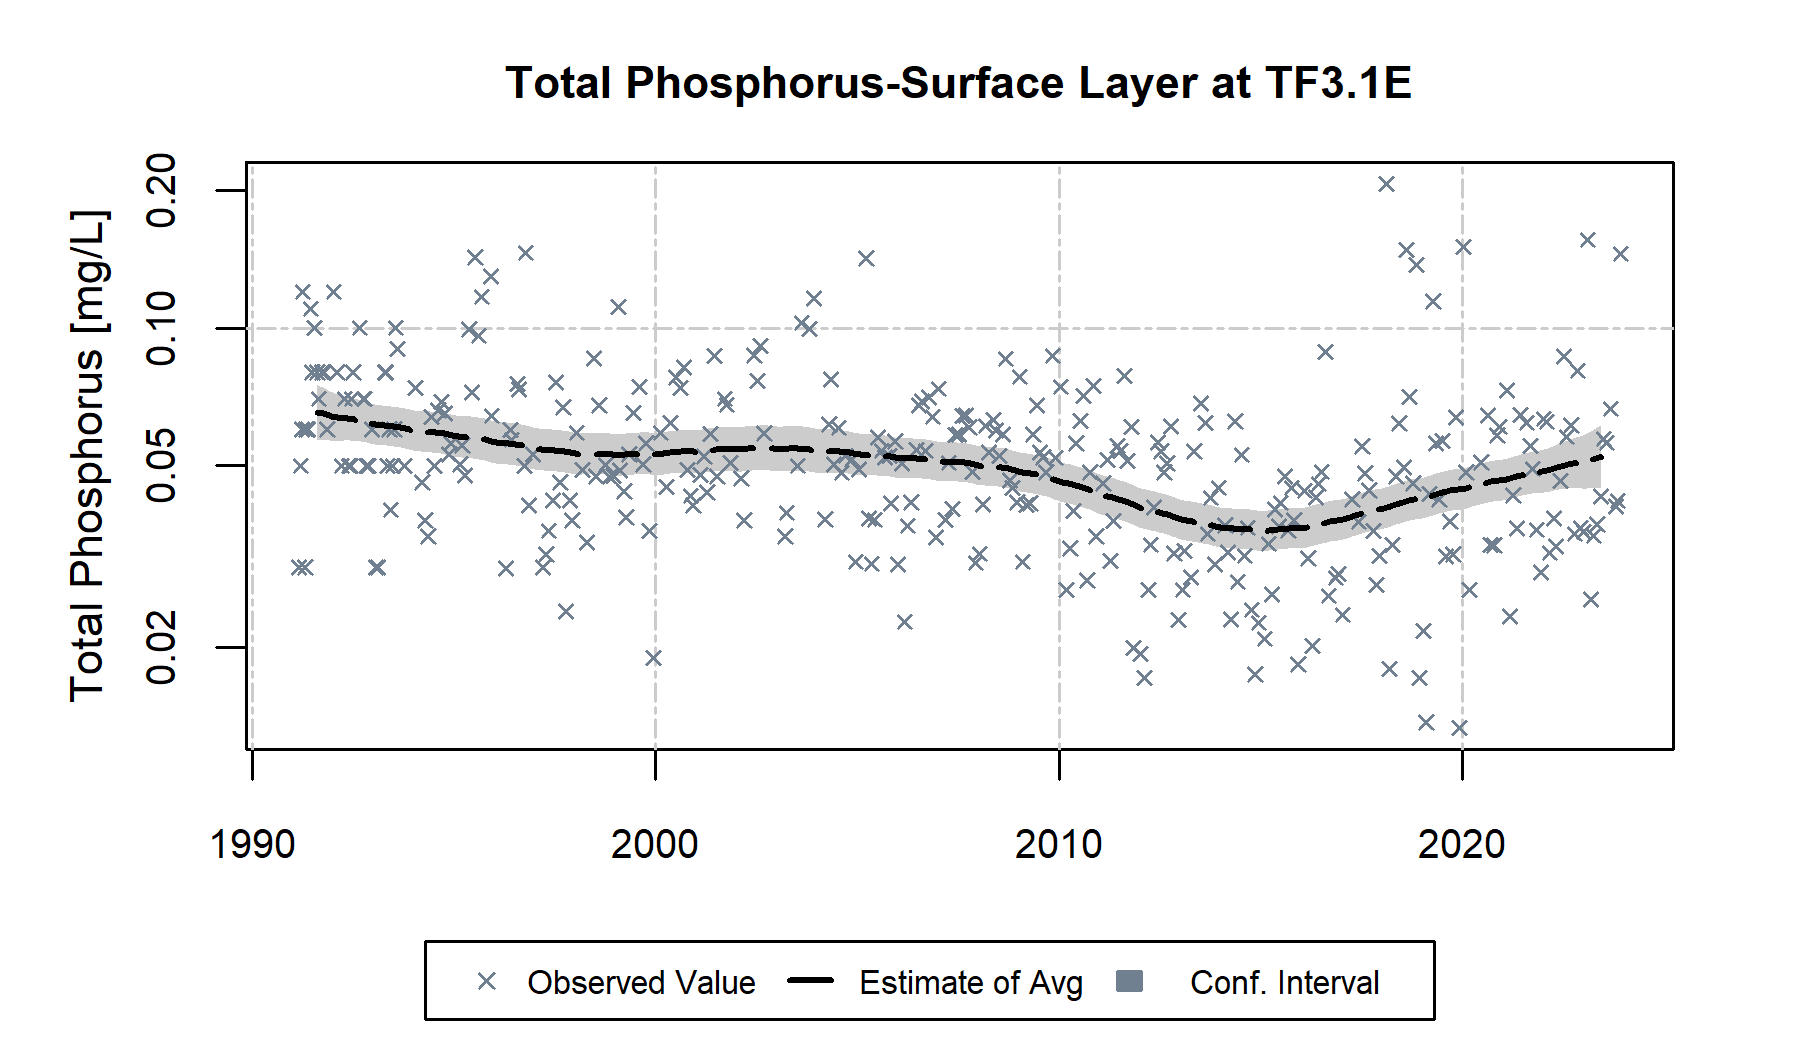 Total Phosphorus-Surface Layer at TF3.1E
Total Phosphorus [mg/L]
0.20
0.10
0.05
0.02
1990 2000 2010 2020
Observed Value Estimate of Avg Conf. Interval